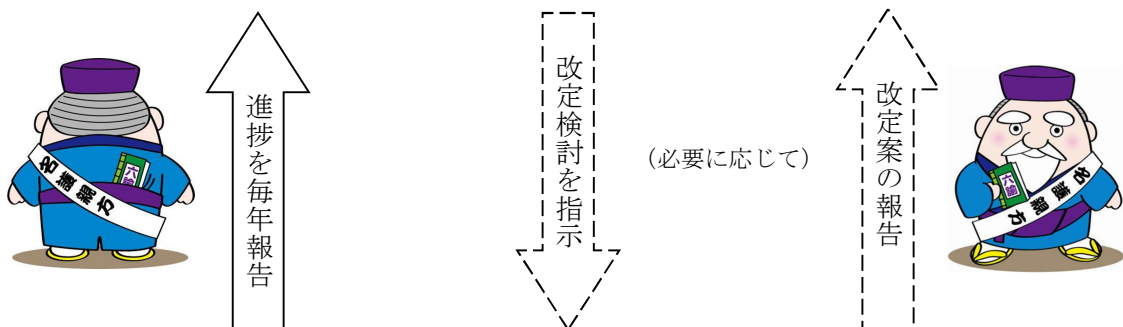 名護親方
六諭
進捗を毎年報告
改定検討を指示
（必要に応じて）
改定案の報告
六諭
名護親方